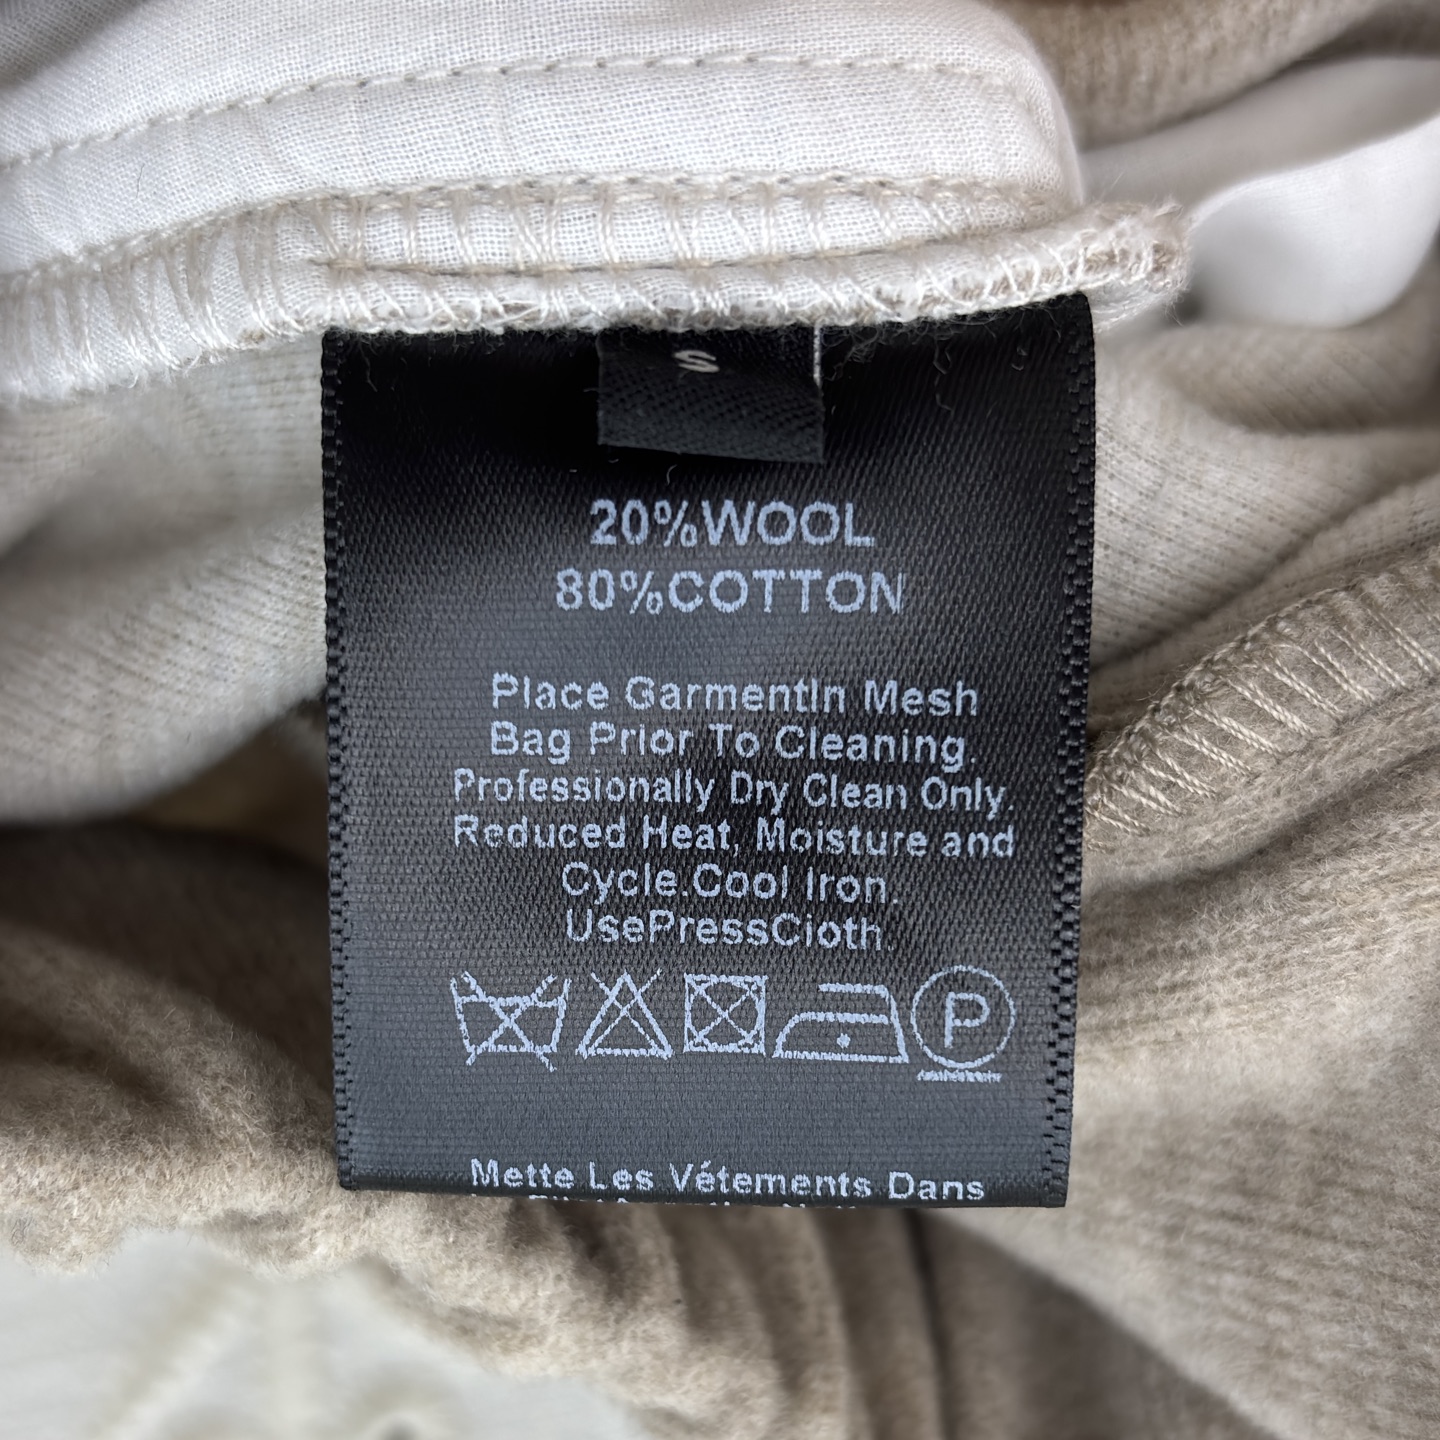 S
20%WOOL
80%COTTON
Place GarmentIn Mesh
Bag Prior To Cleaning.
Professionally Dry Clean Only.
Reduced Heat, Moisture and
Cycle.Cool Iron.
UsePressCioth.
P
Mette Les Vêtements Dans